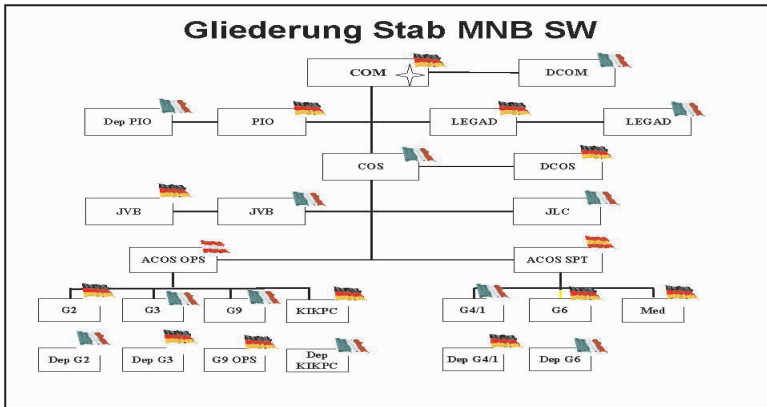 Gliederung Stab MNB SW
COM
DCOM
Dep PIO
PIO
LEGAD
LEGAD
COS
DCOS
JVB
JVB
JLC
ACOS OPS
ACOS SPT
G2
G3
G9
KIKPC
G4/1
G6
Med
Dep G2
Dep G3
G9 OPS
Dep
KIKPC
Dep G4/1
Dep G6